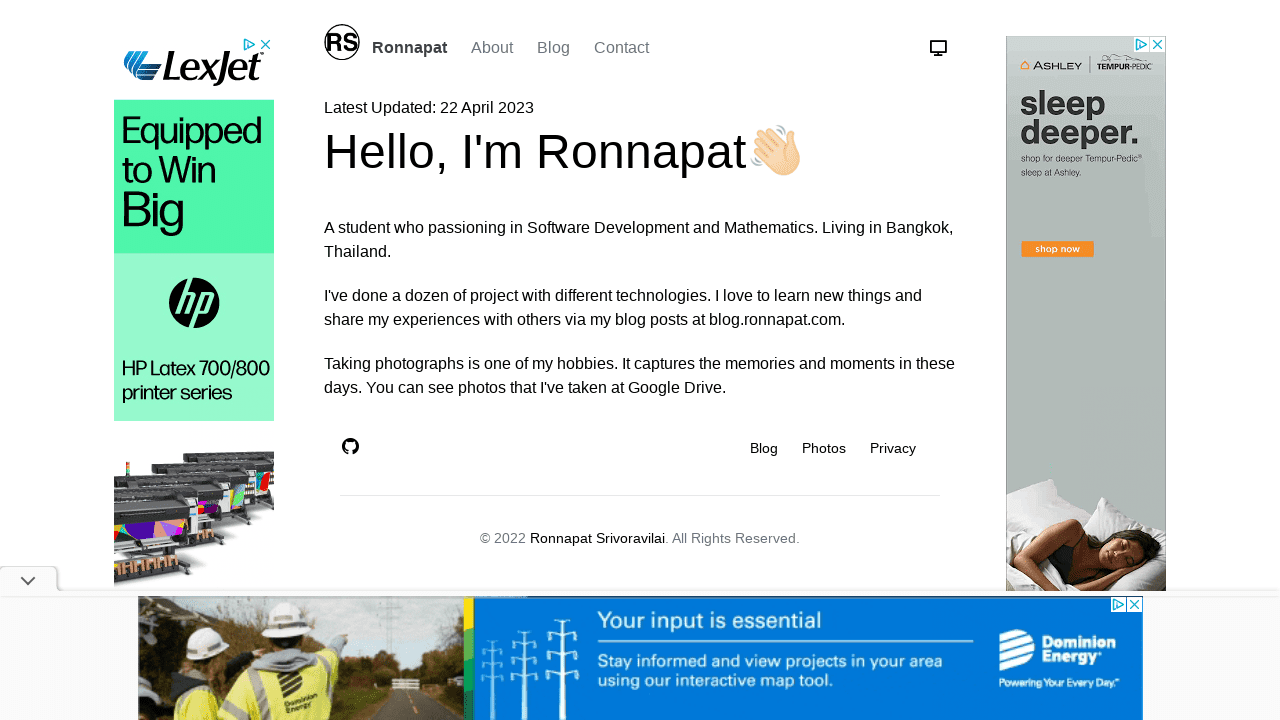 RS
Ronnapat
About
Blog
Contact
Latest Updated: 22 April 2023
Hello, I'm Ronnapat👋🏻
A student who passioning in Software Development and Mathematics. Living in Bangkok,
Thailand.
I've done a dozen of project with different technologies. I love to learn new things and
share my experiences with others via my blog posts at blog.ronnapat.com.
Taking photographs is one of my hobbies. It captures the memories and moments in these
days. You can see photos that I've taken at Google Drive.
Blog
Photos
Privacy
© 2022 Ronnapat Srivoravilai. All Rights Reserved.
LexJet
Equipped
to Win
Big
hp
HP Latex 700/800
printer series
ASHLEY
TEMPUR-PEDIC
sleep
deeper.
shop for deeper Tempur-Pedic®
sleep at Ashley.
shop now
Your input is essential
Stay informed and view projects in your area
using our interactive map tool.
Dominion
Energy®
Powering Your Every Day.℠